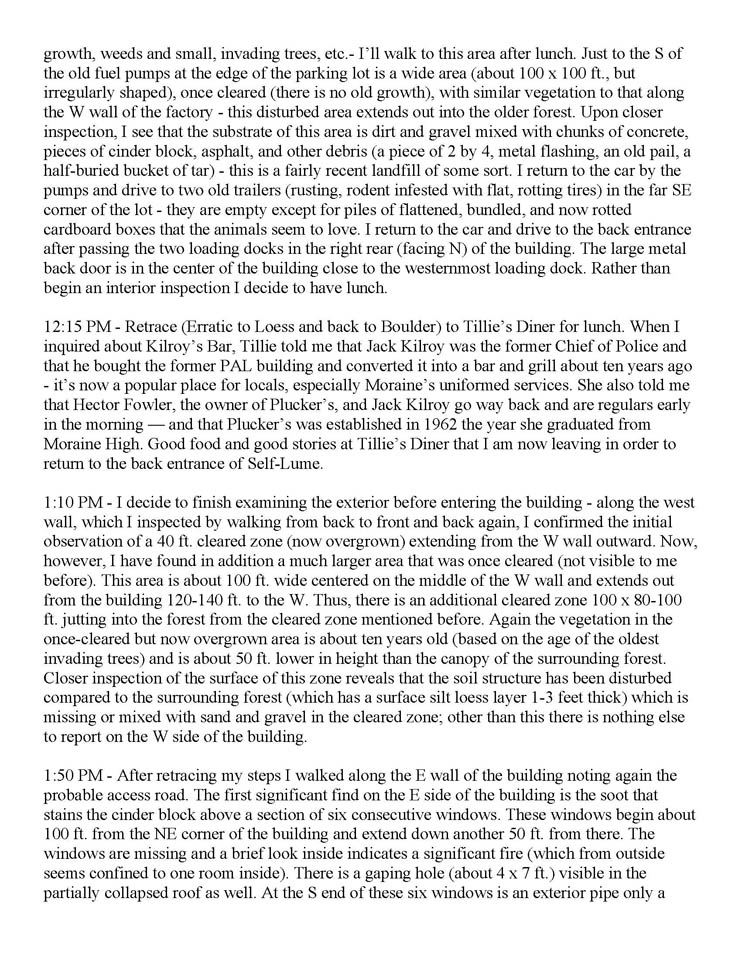 growth, weeds and small, invading trees, etc.- I’ll walk to this area after lunch. Just to the S of
the old fuel pumps at the edge of the parking lot is a wide area (about 100 x 100 ft., but
irregularly shaped), once cleared (there is no old growth), with similar vegetation to that along
the W wall of the factory - this disturbed area extends out into the older forest. Upon closer
inspection, I see that the substrate of this area is dirt and gravel mixed with chunks of concrete,
pieces of cinder block, asphalt, and other debris (a piece of 2 by 4, metal flashing, an old pail, a
half-buried bucket of tar) - this is a fairly recent landfill of some sort. I return to the car by the
pumps and drive to two old trailers (rusting, rodent infested with flat, rotting tires) in the far SE
corner of the lot - they are empty except for piles of flattened, bundled, and now rotted
cardboard boxes that the animals seem to love. I return to the car and drive to the back entrance
after passing the two loading docks in the right rear (facing N) of the building. The large metal
back door is in the center of the building close to the westernmost loading dock. Rather than
begin an interior inspection I decide to have lunch.
12:15 PM - Retrace (Erratic to Loess and back to Boulder) to Tillie’s Diner for lunch. When I
inquired about Kilroy’s Bar, Tillie told me that Jack Kilroy was the former Chief of Police and
that he bought the former PAL building and converted it into a bar and grill about ten years ago
- it’s now a popular place for locals, especially Moraine’s uniformed services. She also told me
that Hector Fowler, the owner of Plucker’s, and Jack Kilroy go way back and are regulars early
in the morning — and that Plucker’s was established in 1962 the year she graduated from
Moraine High. Good food and good stories at Tillie’s Diner that I am now leaving in order to
return to the back entrance of Self-Lume.
1:10 PM - I decide to finish examining the exterior before entering the building - along the west
wall, which I inspected by walking from back to front and back again, I confirmed the initial
observation of a 40 ft. cleared zone (now overgrown) extending from the W wall outward. Now,
however, I have found in addition a much larger area that was once cleared (not visible to me
before). This area is about 100 ft. wide centered on the middle of the W wall and extends out
from the building 120-140 ft. to the W. Thus, there is an additional cleared zone 100 x 80-100
ft. jutting into the forest from the cleared zone mentioned before. Again the vegetation in the
once-cleared but now overgrown area is about ten years old (based on the age of the oldest
invading trees) and is about 50 ft. lower in height than the canopy of the surrounding forest.
Closer inspection of the surface of this zone reveals that the soil structure has been disturbed
compared to the surrounding forest (which has a surface silt loess layer 1-3 feet thick) which is
missing or mixed with sand and gravel in the cleared zone; other than this there is nothing else
to report on the W side of the building.
1:50 PM - After retracing my steps I walked along the E wall of the building noting again the
probable access road. The first significant find on the E side of the building is the soot that
stains the cinder block above a section of six consecutive windows. These windows begin about
100 ft. from the NE corner of the building and extend down another 50 ft. from there. The
windows are missing and a brief look inside indicates a significant fire (which from outside
seems confined to one room inside). There is a gaping hole (about 4 x 7 ft.) visible in the
partially collapsed roof as well. At the S end of these six windows is an exterior pipe only a